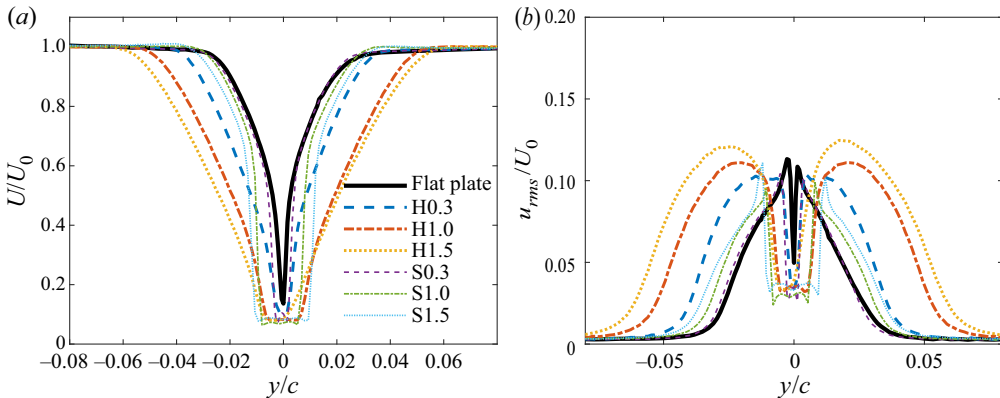 (a)
(b)
1.0
0.8
0.6
0.4
0.2
0
U/U0
Flat plate
H0.3
H1.0
H1.5
S0.3
S1.0
S1.5
−0.08 −0.06 −0.04 −0.02 0 0.02 0.04 0.06
y/c
0.20
0.15
0.10
0.05
0
urms/U0
−0.05 0 0.05
y/c